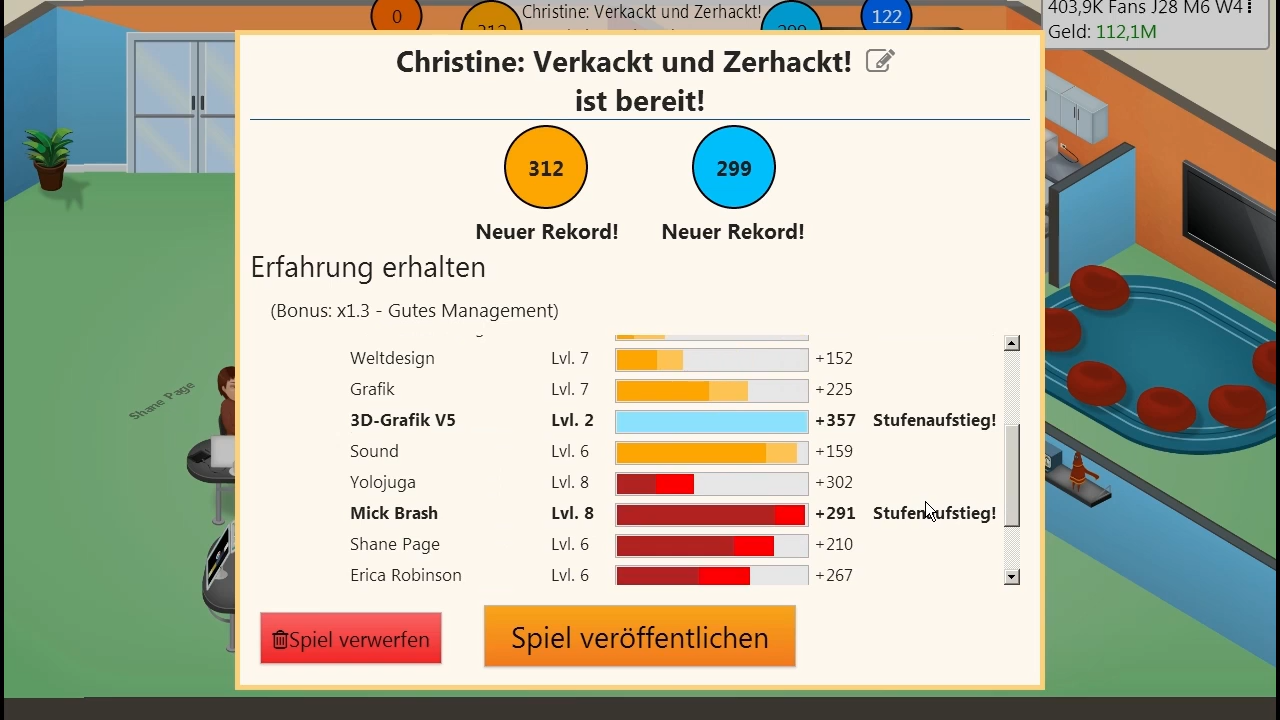 0
312
Christine: Verkackt und Zerhackt!
299
122
403,9K Fans J28 M6 W4
Geld: 112,1M
Christine: Verkackt und Zerhackt!
ist bereit!
312
299
Neuer Rekord!
Neuer Rekord!
Erfahrung erhalten
(Bonus: x1.3 - Gutes Management)
Weltdesign Lvl. 7 +152
Grafik Lvl. 7 +225
3D-Grafik V5 Lvl. 2 +357 Stufenaufstieg!
Sound Lvl. 6 +159
Yolojuga Lvl. 8 +302
Mick Brash Lvl. 8 +291 Stufenaufstieg!
Shane Page Lvl. 6 +210
Erica Robinson Lvl. 6 +267
Shane Page
Spiel verwerfen
Spiel veröffentlichen